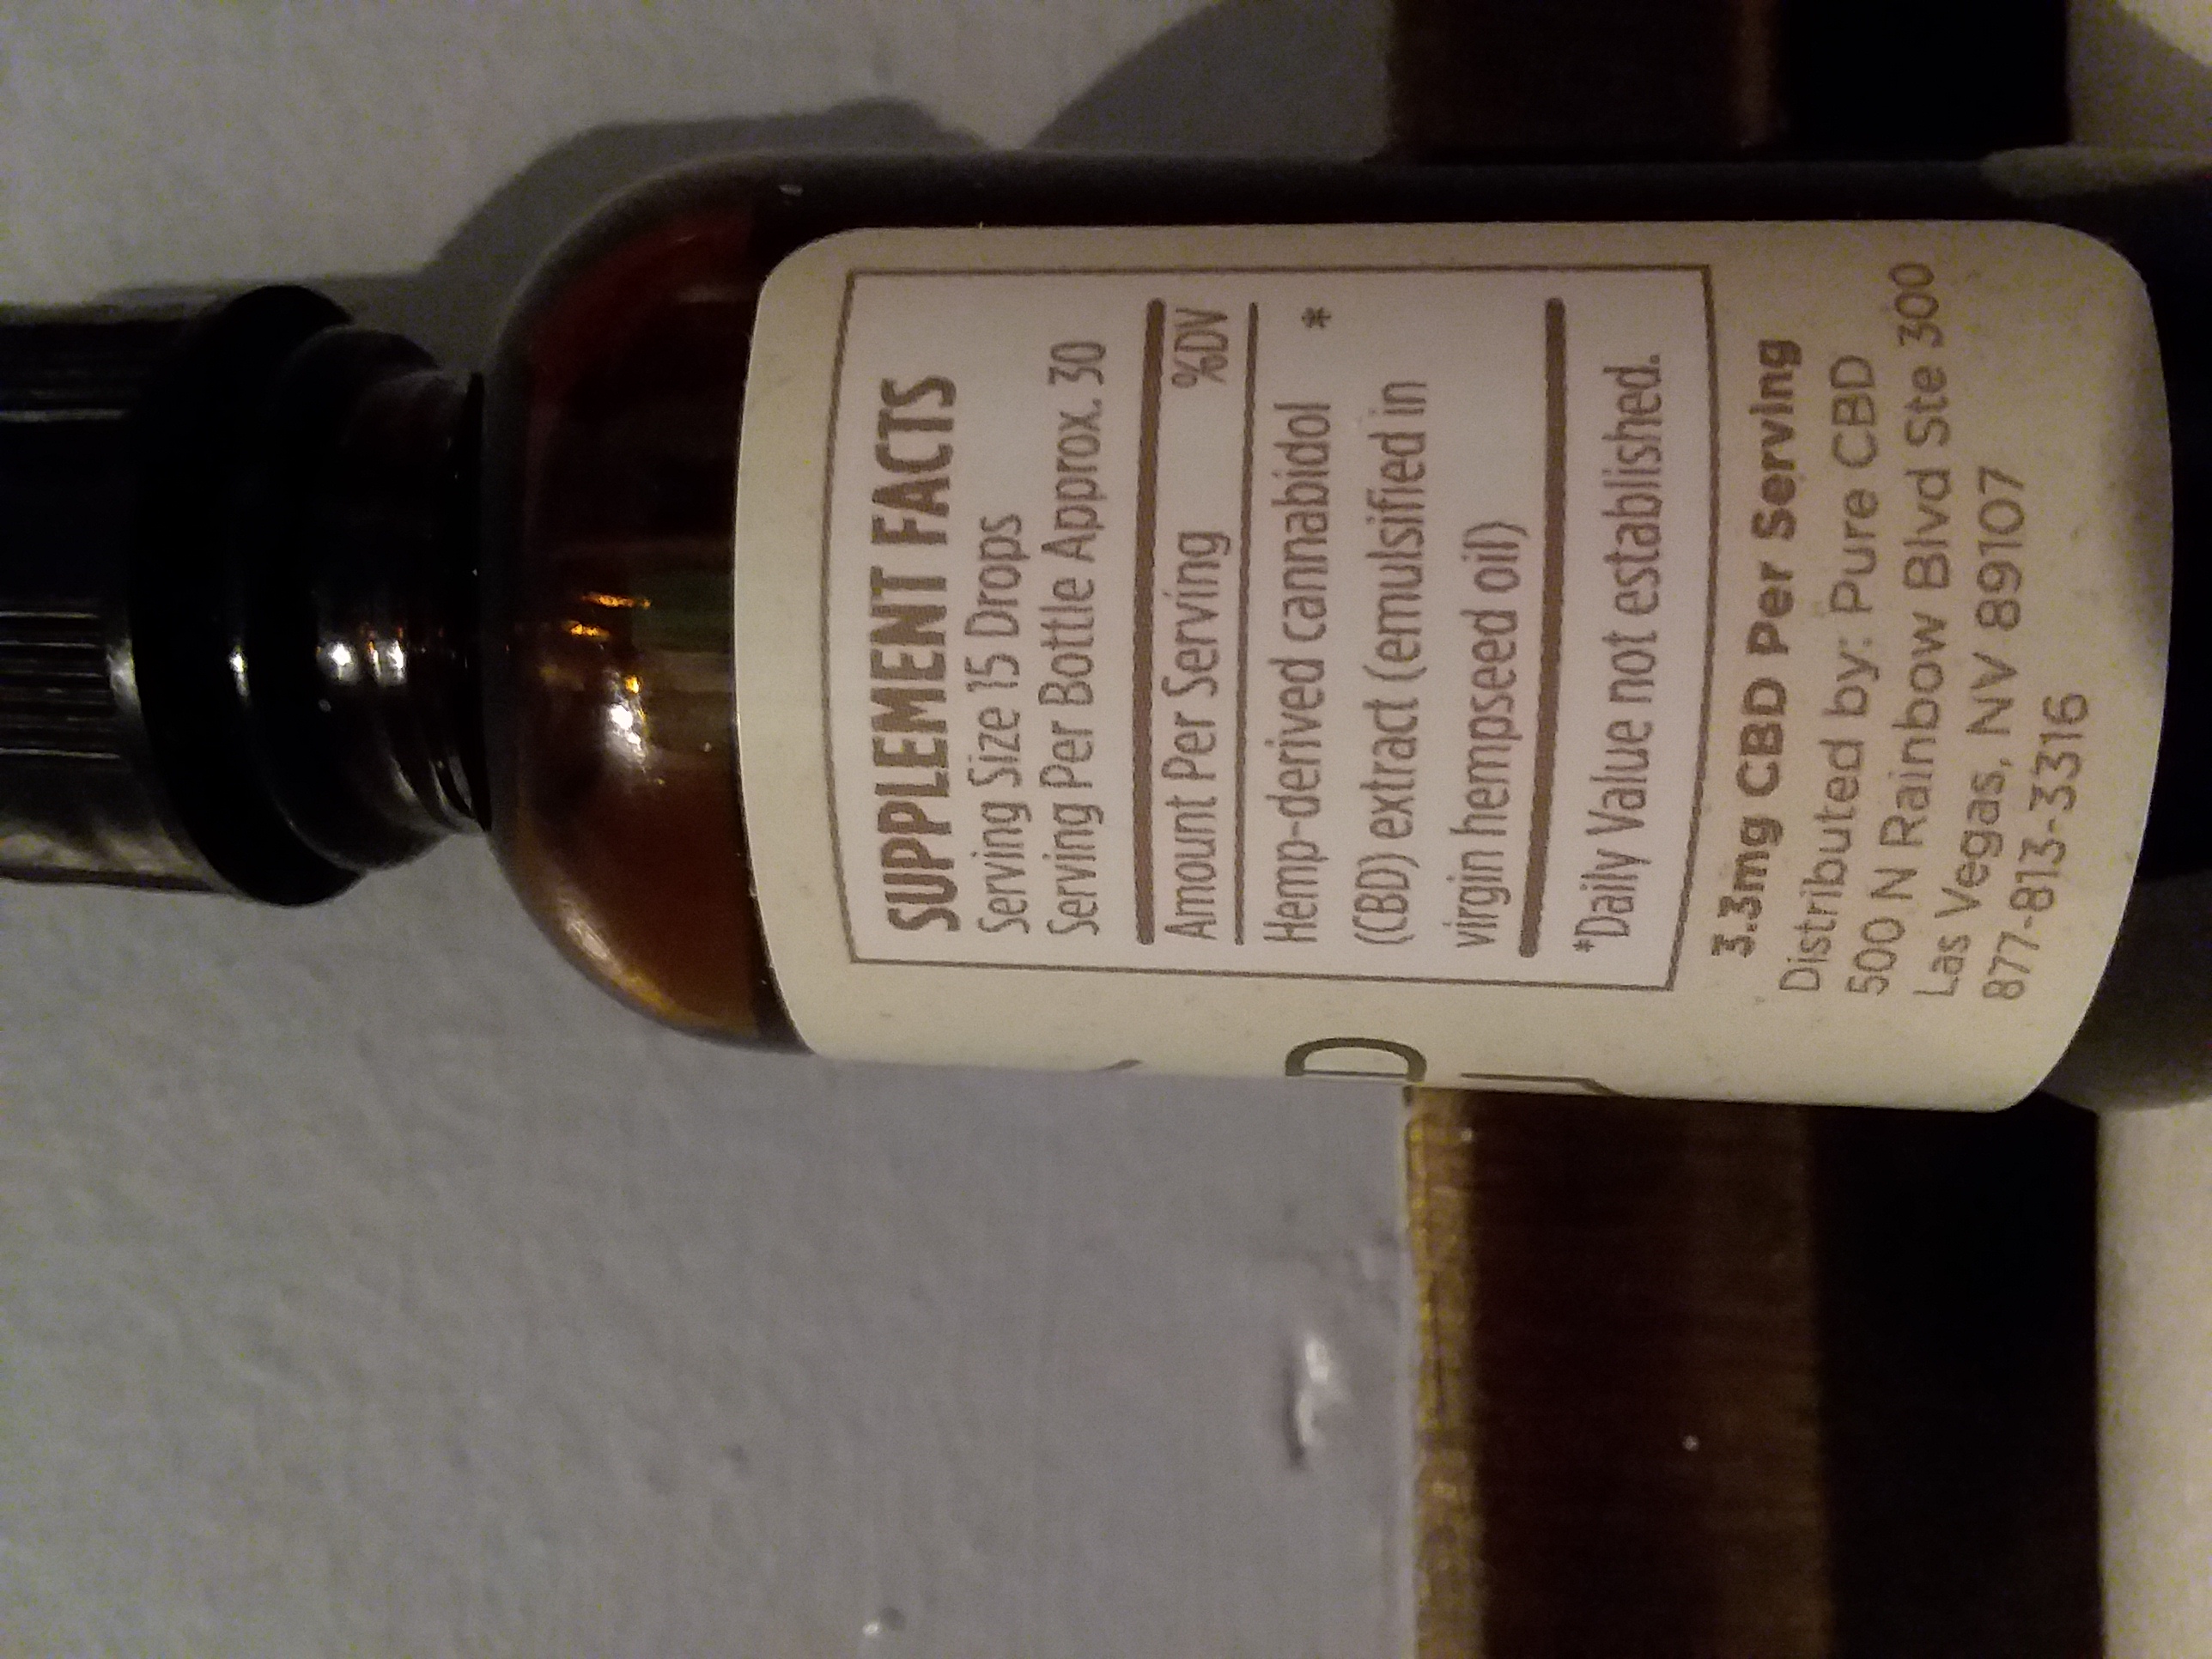 SUPPLEMENT FACTS
Serving Size 15 Drops
Serving Per Bottle Approx. 30
Amount Per Serving %DV
Hemp-derived cannabidol *
(CBD) extract (emulsified in
virgin hempseed oil)
*Daily Value not established.
3.3mg CBD Per Serving
Distributed by: Pure CBD
500 N Rainbow Blvd Ste 300
Las Vegas, NV 89107
877-813-3316
D